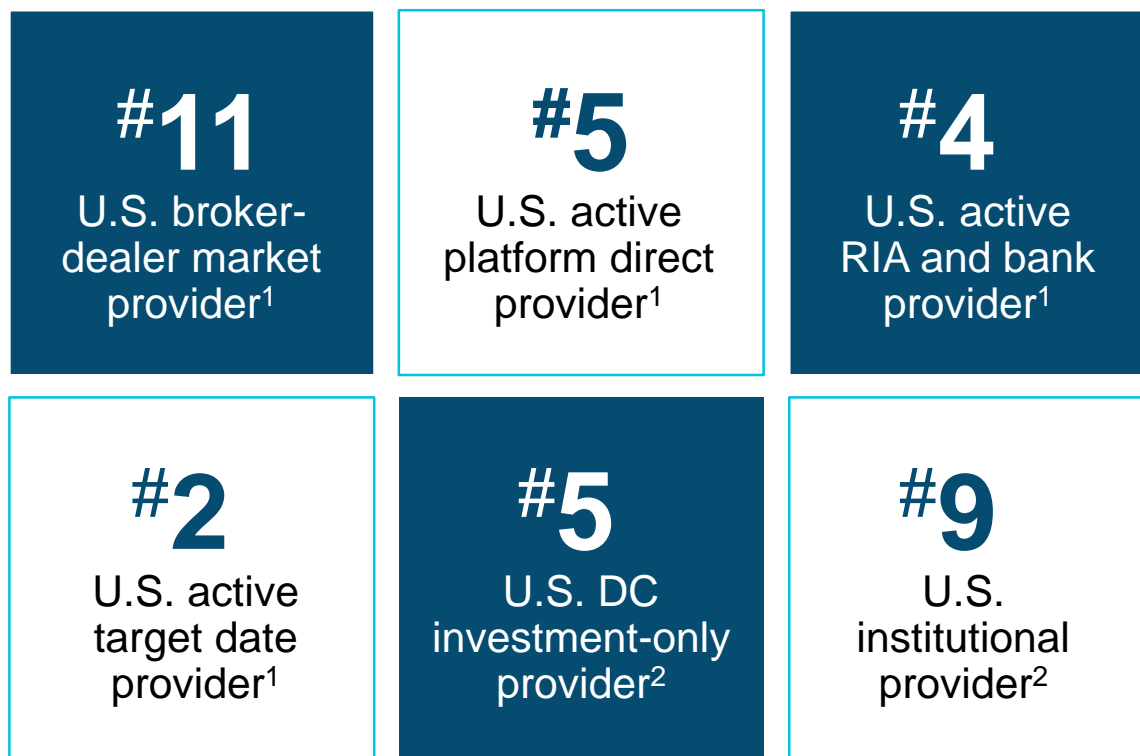 #11
U.S. broker-
dealer market
provider1
#5
U.S. active
platform direct
provider1
#4
U.S. active
RIA and bank
provider1
#2
U.S. active
target date
provider1
#5
U.S. DC
investment-only
provider2
#9
U.S.
institutional
provider2